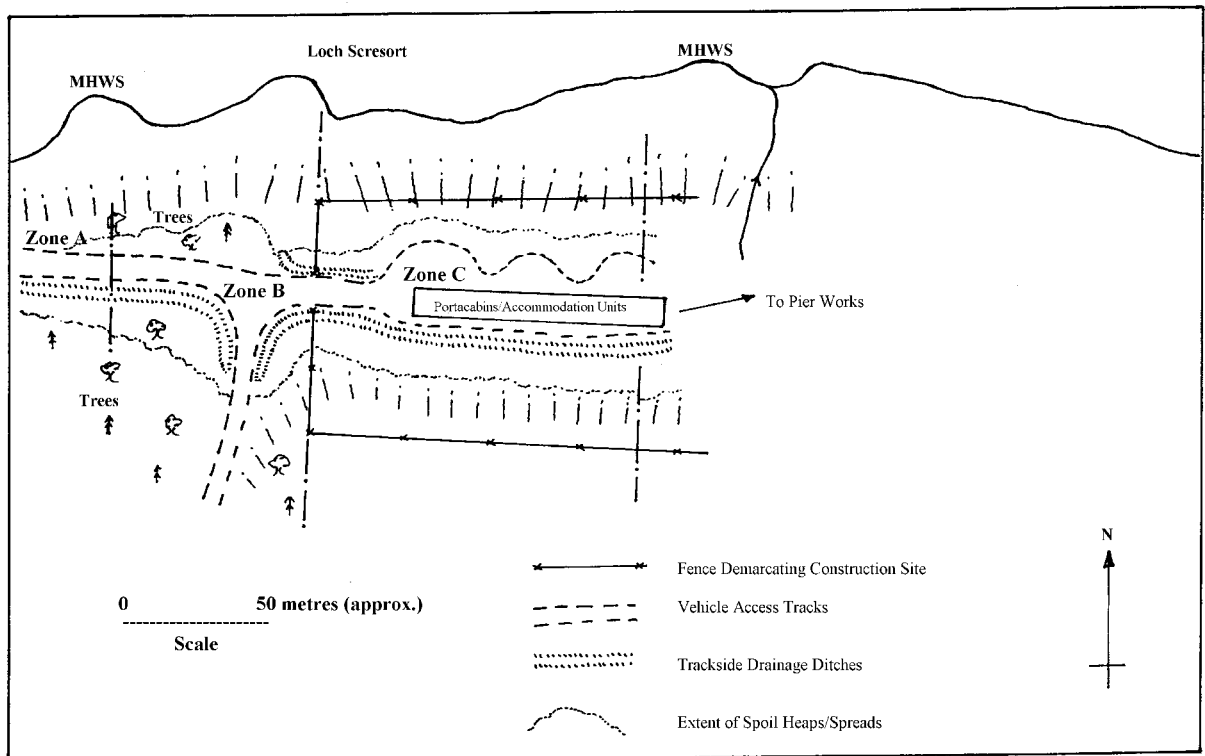 Loch Scresort
MHWS
MHWS
Trees
Zone A
Zone B
Zone C
Portacabins/Accommodation Units
To Pier Works
Trees
N
Fence Demarcating Construction Site
0 50 metres (approx.)
Scale
Vehicle Access Tracks
Trackside Drainage Ditches
Extent of Spoil Heaps/Spreads